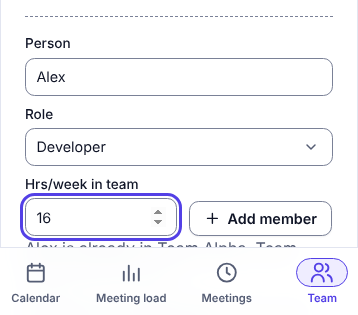 Person
Alex
Role
Developer
Hrs/week in team
16
+ Add member
Alex is already in Team Alpha. Team
Calendar
Meeting load
Meetings
Team